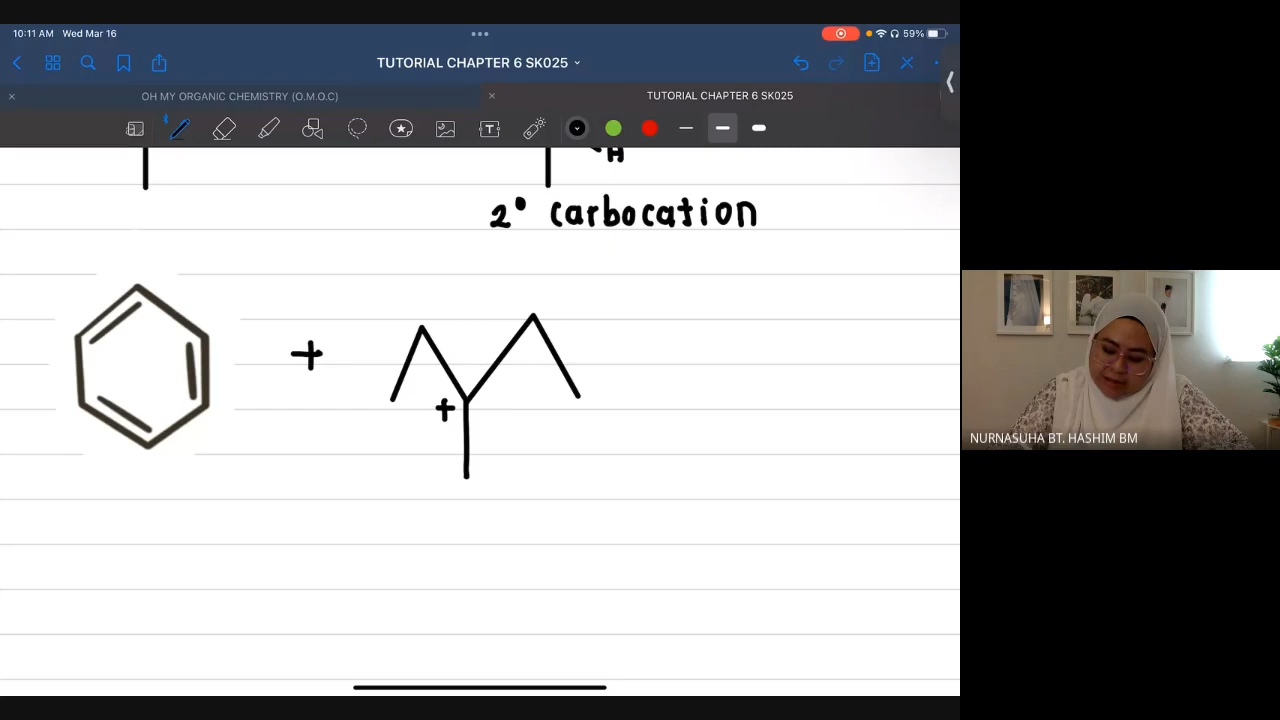 10:11 AM Wed Mar 16
59%
TUTORIAL CHAPTER 6 SK025
OH MY ORGANIC CHEMISTRY (O.M.O.C)
TUTORIAL CHAPTER 6 SK025
H
2° carbocation
+
+
NURNASUHA BT. HASHIM BM